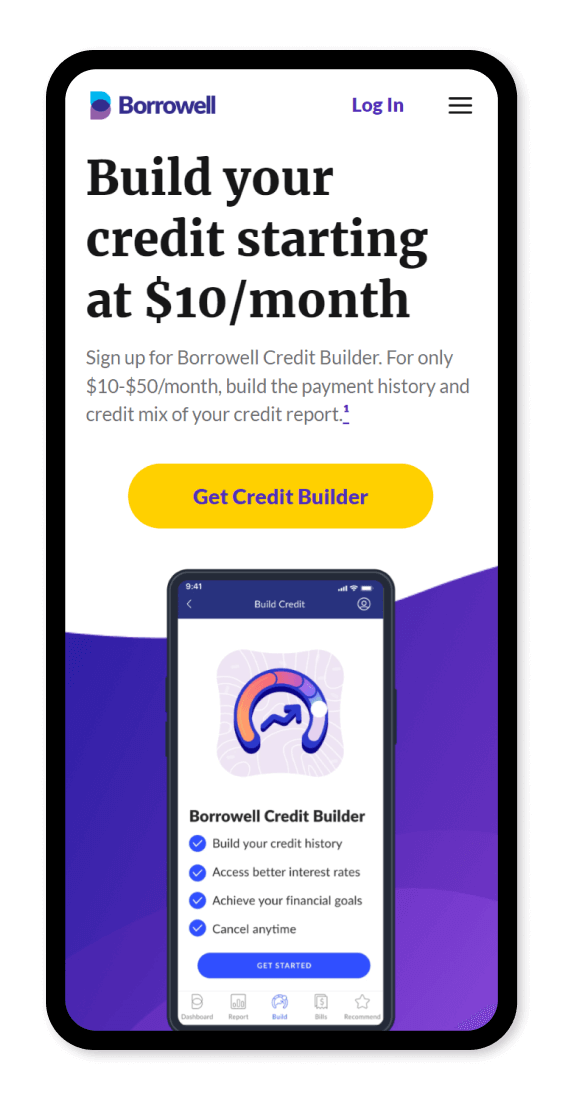 Borrowell
Log In
Build your
credit starting
at $10/month
Sign up for Borrowell Credit Builder. For only
$10-$50/month, build the payment history and
credit mix of your credit report.¹
Get Credit Builder
9:41
Build Credit
Borrowell Credit Builder
Build your credit history
Access better interest rates
Achieve your financial goals
Cancel anytime
GET STARTED
Dashboard Report Build Bills Recommend